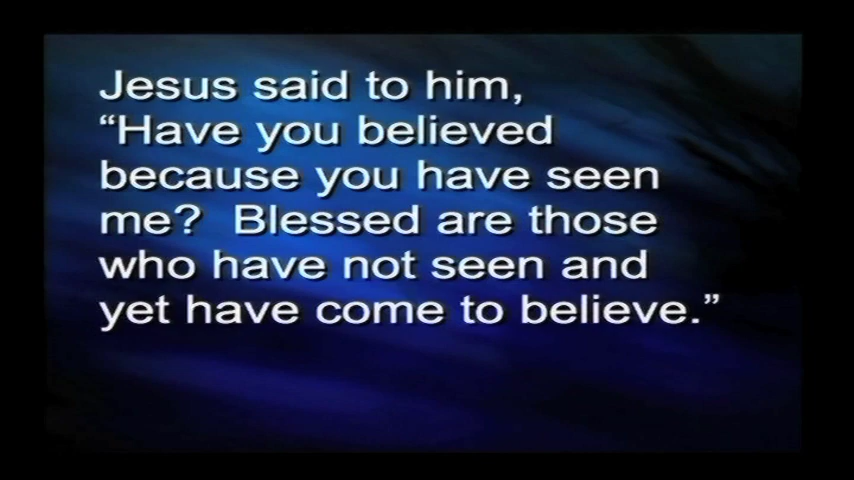 Jesus said to him,
“Have you believed
because you have seen
me?  Blessed are those
who have not seen and
yet have come to believe.”